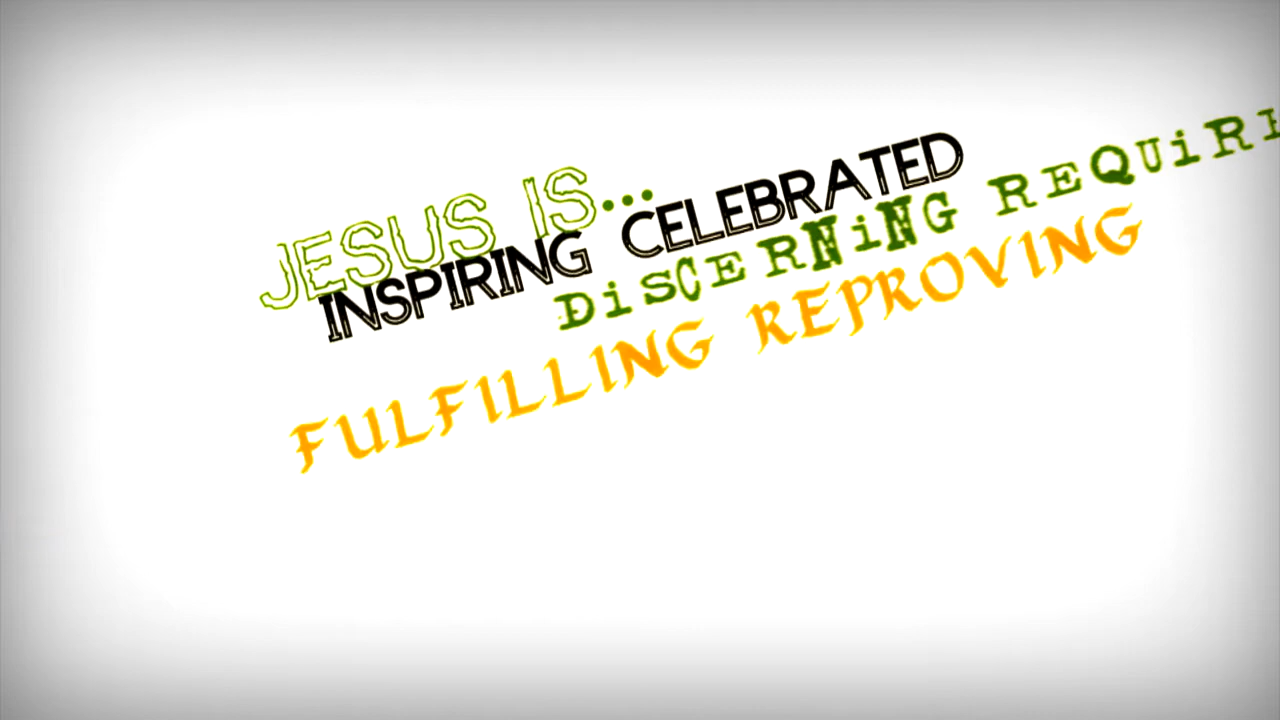 JESUS IS...
INSPIRING CELEBRATED
DiSCERNiNG
FULFILLING REPROVING